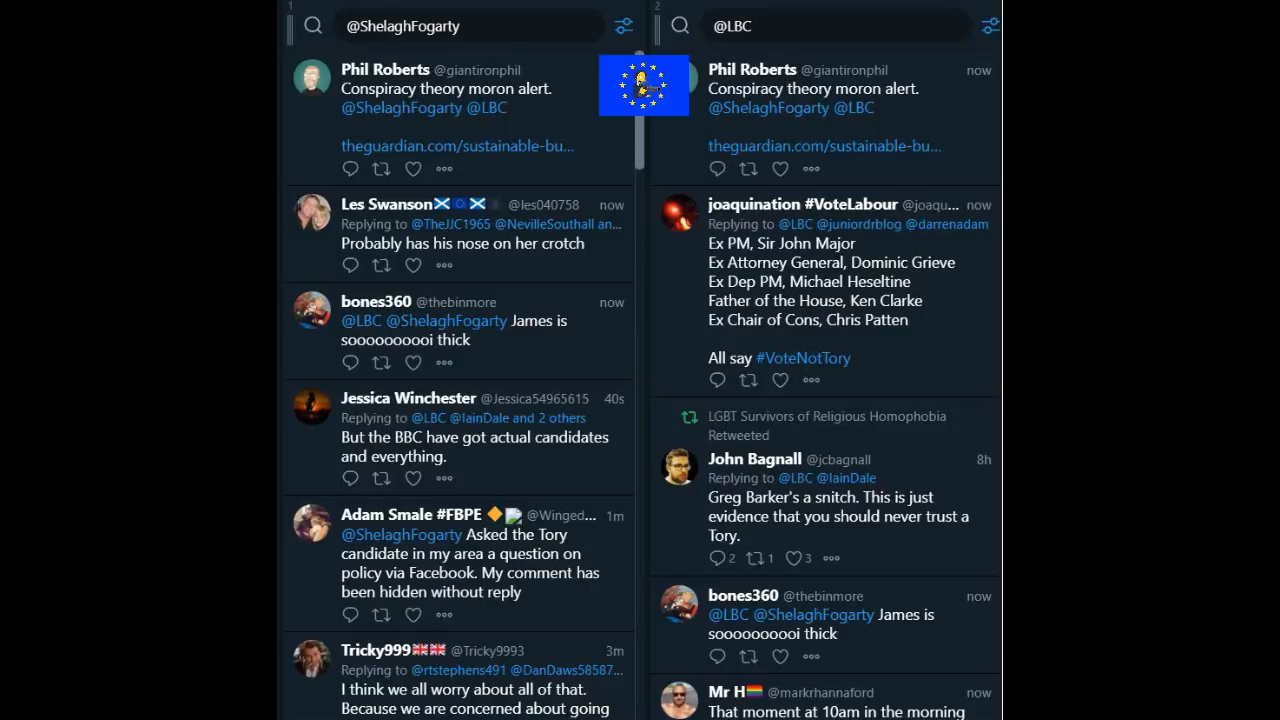 1
@ShelaghFogarty
Phil Roberts @giantironphil
Conspiracy theory moron alert.
@ShelaghFogarty @LBC
theguardian.com/sustainable-bu...
Les Swanson @les040758 now
Replying to @TheJJC1965 @NevilleSouthall an...
Probably has his nose on her crotch
bones360 @thebinmore now
@LBC @ShelaghFogarty James is
soooooooooi thick
Jessica Winchester @Jessica54965615 40s
Replying to @LBC @IainDale and 2 others
But the BBC have got actual candidates
and everything.
Adam Smale #FBPE @Winged... 1m
@ShelaghFogarty Asked the Tory
candidate in my area a question on
policy via Facebook. My comment has
been hidden without reply
Tricky999 @Tricky9993 3m
Replying to @rtstephens491 @DanDaws58587...
I think we all worry about all of that.
Because we are concerned about going
2
@LBC
Phil Roberts @giantironphil now
Conspiracy theory moron alert.
@ShelaghFogarty @LBC
theguardian.com/sustainable-bu...
joaquination #VoteLabour @joaqu... now
Replying to @LBC @juniordrblog @darrenadam
Ex PM, Sir John Major
Ex Attorney General, Dominic Grieve
Ex Dep PM, Michael Heseltine
Father of the House, Ken Clarke
Ex Chair of Cons, Chris Patten
All say #VoteNotTory
LGBT Survivors of Religious Homophobia
Retweeted
John Bagnall @jcbagnall 8h
Replying to @LBC @IainDale
Greg Barker's a snitch. This is just
evidence that you should never trust a
Tory.
2 1 3
bones360 @thebinmore now
@LBC @ShelaghFogarty James is
soooooooooi thick
Mr H @markrhannaford now
That moment at 10am in the morning